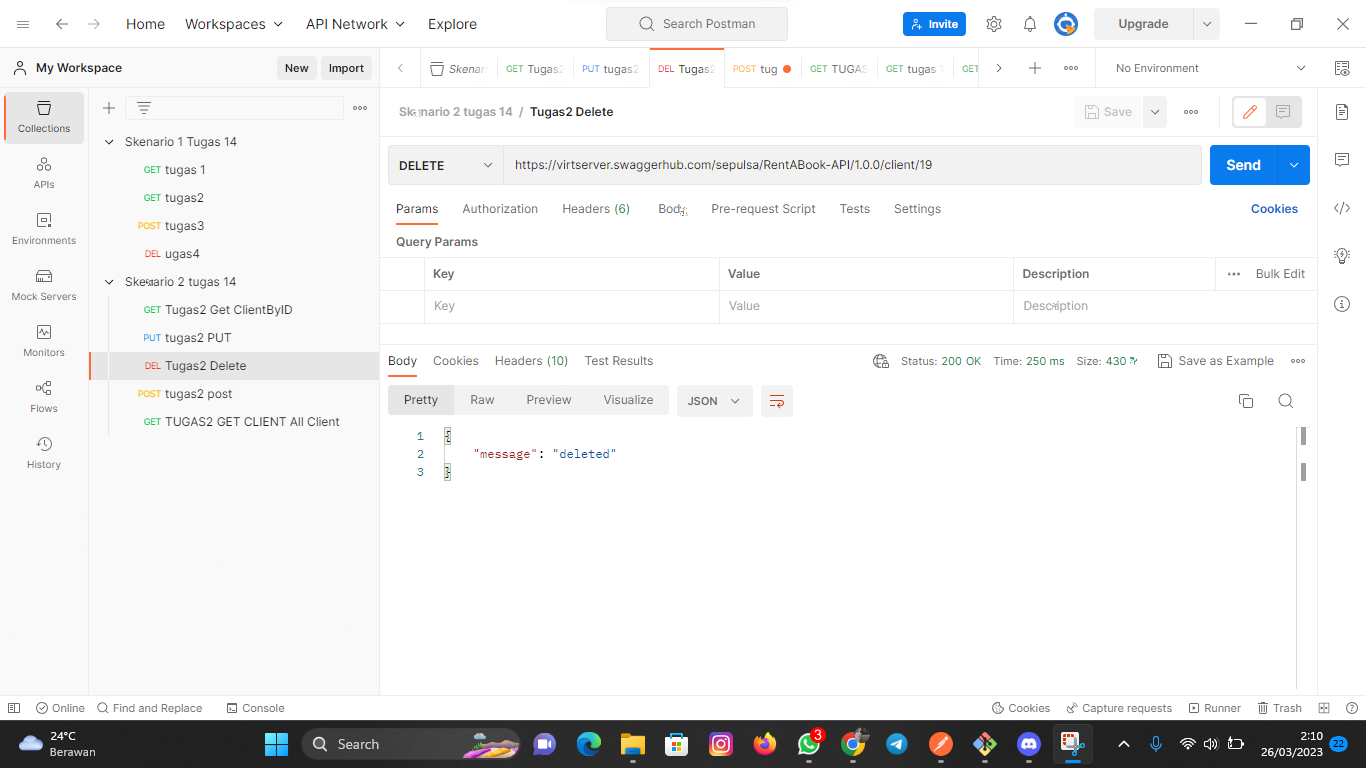 Home Workspaces API Network Explore Search Postman Invite Upgrade
My Workspace New Import Skenari GET Tugas2 PUT tugas2 DEL Tugas2 POST tug GET TUGAS GET tugas 1 GET No Environment
Collections
APIs
Environments
Mock Servers
Monitors
Flows
History
Skenario 1 Tugas 14
GET tugas 1
GET tugas2
POST tugas3
DEL ugas4
Skenario 2 tugas 14
GET Tugas2 Get ClientByID
PUT tugas2 PUT
DEL Tugas2 Delete
POST tugas2 post
GET TUGAS2 GET CLIENT All Client
Skenario 2 tugas 14 / Tugas2 Delete Save
DELETE https://virtserver.swaggerhub.com/sepulsa/RentABook-API/1.0.0/client/19 Send
Params Authorization Headers (6) Body Pre-request Script Tests Settings Cookies
Query Params
Key Value Description Bulk Edit
Key Value Description
Body Cookies Headers (10) Test Results Status: 200 OK Time: 250 ms Size: 430 Save as Example
Pretty Raw Preview Visualize JSON
1 {
2 "message": "deleted"
3 }
Online Find and Replace Console Cookies Capture requests Runner Trash
24°C
Berawan
Search
3
2:10
26/03/2023
22